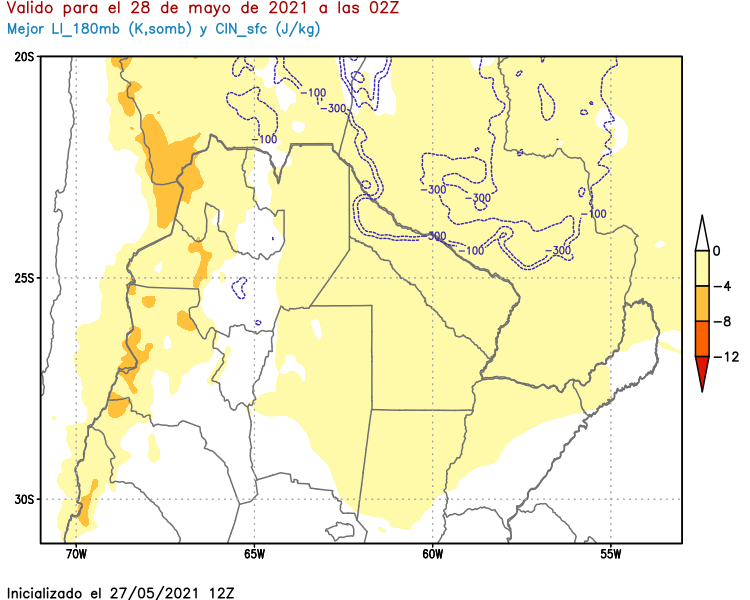 Valido para el 28 de mayo de 2021 a las 02Z
Mejor LI_180mb (K,somb) y CIN_sfc (J/kg)
20S
-100
-300
-100
-300
-300
-100
0
-300
-100
-300
25S
-4
-8
-12
30S
70W
65W
60W
55W
Inicializado el 27/05/2021 12Z